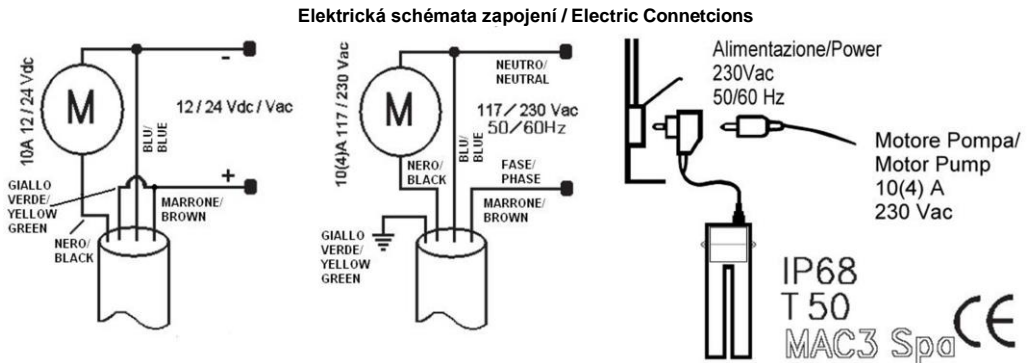 Elektrická schémata zapojení / Electric Connetcions
10A 12 / 24 Vdc
M
-
12 / 24 Vdc / Vac
BLU/
BLUE
+
GIALLO
VERDE/
YELLOW
GREEN
NERO/
BLACK
MARRONE/
BROWN
10(4)A 117 / 230 Vac
M
NEUTRO/
NEUTRAL
117/230 Vac
50/60Hz
BLU/
BLUE
NERO/
BLACK
FASE/
PHASE
MARRONE/
BROWN
GIALLO
VERDE/
YELLOW
GREEN
Alimentazione/Power
230Vac
50/60 Hz
Motore Pompa/
Motor Pump
10(4) A
230 Vac
IP68
T 50
MAC3 Spa
CE